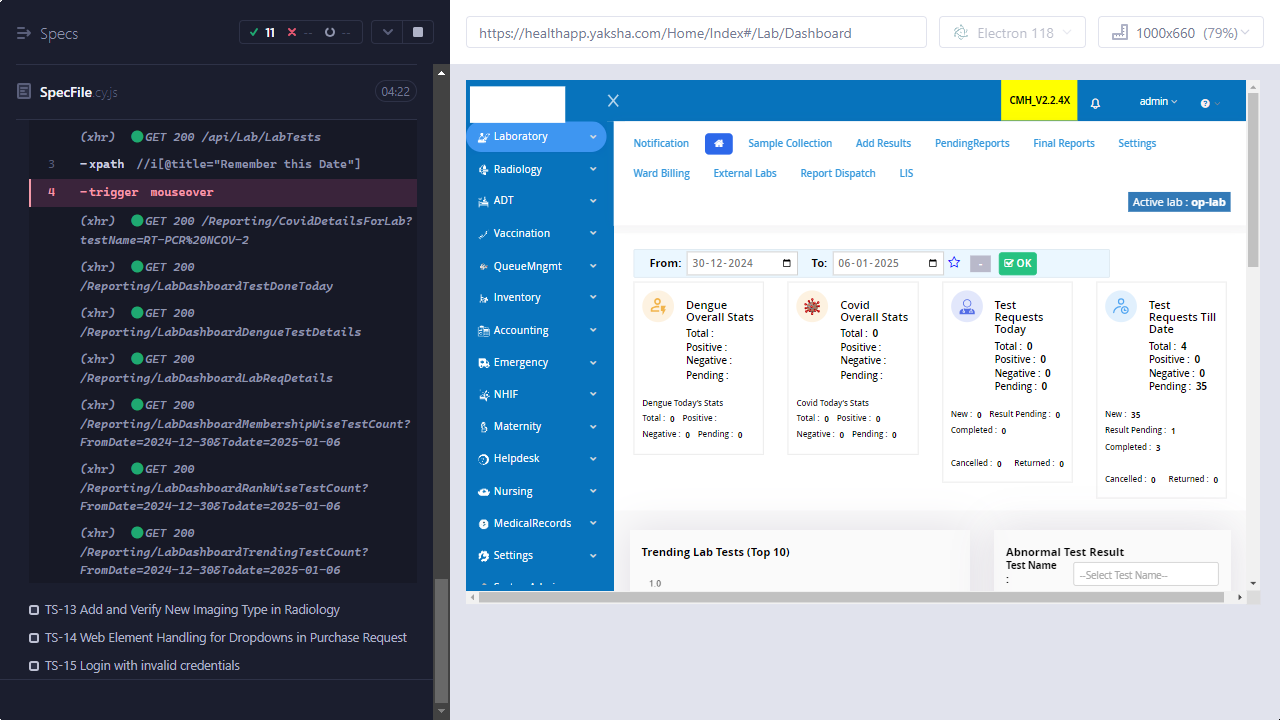 Specs
11
--
--
SpecFile.cy.js
04:22
(xhr) GET 200 /api/Lab/LabTests
3 -xpath //i[@title="Remember this Date"]
4 -trigger mouseover
(xhr) GET 200 /Reporting/CovidDetailsForLab?
testName=RT-PCR%20NCOV-2
(xhr) GET 200
/Reporting/LabDashboardTestDoneToday
(xhr) GET 200
/Reporting/LabDashboardDengueTestDetails
(xhr) GET 200
/Reporting/LabDashboardLabReqDetails
(xhr) GET 200
/Reporting/LabDashboardMembershipWiseTestCount?
FromDate=2024-12-30&Todate=2025-01-06
(xhr) GET 200
/Reporting/LabDashboardRankWiseTestCount?
FromDate=2024-12-30&Todate=2025-01-06
(xhr) GET 200
/Reporting/LabDashboardTrendingTestCount?
FromDate=2024-12-30&Todate=2025-01-06
TS-13 Add and Verify New Imaging Type in Radiology
TS-14 Web Element Handling for Dropdowns in Purchase Request
TS-15 Login with invalid credentials
https://healthapp.yaksha.com/Home/Index#/Lab/Dashboard
Electron 118
1000x660 (79%)
CMH_V2.2.4X
admin
Laboratory
Radiology
ADT
Vaccination
QueueMngmt
Inventory
Accounting
Emergency
NHIF
Maternity
Helpdesk
Nursing
MedicalRecords
Settings
Notification
Sample Collection
Add Results
PendingReports
Final Reports
Settings
Ward Billing
External Labs
Report Dispatch
LIS
Active lab : op-lab
From: 30-12-2024 To: 06-01-2025 - OK
Dengue
Overall Stats
Total :
Positive :
Negative :
Pending :
Dengue Today's Stats
Total : 0 Positive :
Negative : 0 Pending : 0
Covid
Overall Stats
Total : 0
Positive :
Negative :
Pending :
Covid Today's Stats
Total : 0 Positive : 0
Negative : 0 Pending : 0
Test
Requests
Today
Total : 0
Positive : 0
Negative : 0
Pending : 0
New : 0 Result Pending : 0
Completed : 0
Cancelled : 0 Returned : 0
Test
Requests Till
Date
Total : 4
Positive : 0
Negative : 0
Pending : 35
New : 35
Result Pending : 1
Completed : 3
Cancelled : 0 Returned : 0
Trending Lab Tests (Top 10)
1.0
Abnormal Test Result
Test Name
:
--Select Test Name--